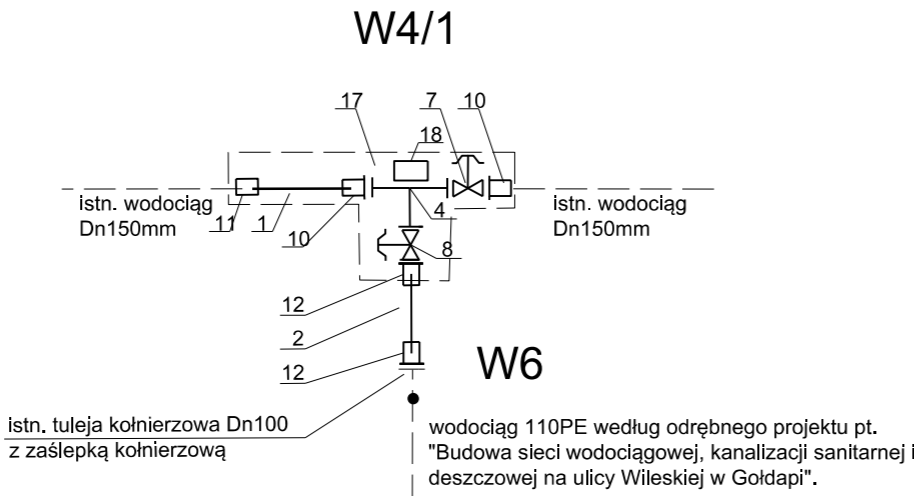 W4/1
17
7
10
18
istn. wodociąg
Dn150mm
11
1
10
4
istn. wodociąg
Dn150mm
8
12
2
12
W6
istn. tuleja kołnierzowa Dn100
z zaślepką kołnierzową
wodociąg 110PE według odrębnego projektu pt.
"Budowa sieci wodociągowej, kanalizacji sanitarnej i
deszczowej na ulicy Wileskiej w Gołdapi".